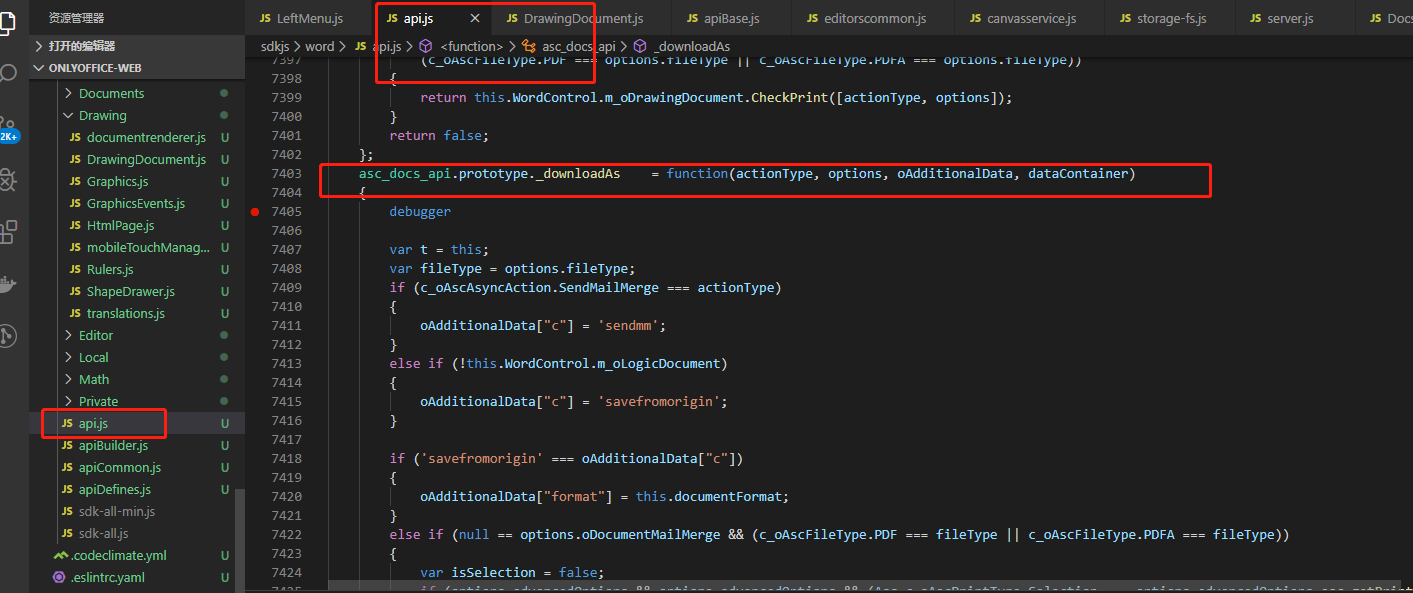 资源管理器
打开的编辑器
ONLYOFFICE-WEB
Documents
Drawing
JS documentrenderer.js U
JS DrawingDocument.js U
JS Graphics.js U
JS GraphicsEvents.js U
JS HtmlPage.js U
JS mobileTouchManag... U
JS Rulers.js U
JS ShapeDrawer.js U
JS translations.js U
Editor
Local
Math
Private
JS api.js U
JS apiBuilder.js U
JS apiCommon.js U
JS apiDefines.js U
JS sdk-all-min.js
JS sdk-all.js
.codeclimate.yml U
.eslintrc.yaml U
2K+
JS LeftMenu.js JS api.js × JS DrawingDocument.js JS apiBase.js JS editorscommon.js JS canvasservice.js JS storage-fs.js JS server.js JS Docs
sdkjs > word > JS api.js > <function> > asc_docs_api > _downloadAs
7397 (c_oAscFileType.PDF === options.fileType || c_oAscFileType.PDFA === options.fileType))
7398 {
7399 return this.WordControl.m_oDrawingDocument.CheckPrint([actionType, options]);
7400 }
7401 return false;
7402 };
7403 asc_docs_api.prototype._downloadAs = function(actionType, options, oAdditionalData, dataContainer)
7404 {
7405 debugger
7406
7407 var t = this;
7408 var fileType = options.fileType;
7409 if (c_oAscAsyncAction.SendMailMerge === actionType)
7410 {
7411 oAdditionalData["c"] = 'sendmm';
7412 }
7413 else if (!this.WordControl.m_oLogicDocument)
7414 {
7415 oAdditionalData["c"] = 'savefromorigin';
7416 }
7417
7418 if ('savefromorigin' === oAdditionalData["c"])
7419 {
7420 oAdditionalData["format"] = this.documentFormat;
7421 }
7422 else if (null == options.oDocumentMailMerge && (c_oAscFileType.PDF === fileType || c_oAscFileType.PDFA === fileType))
7423 {
7424 var isSelection = false;